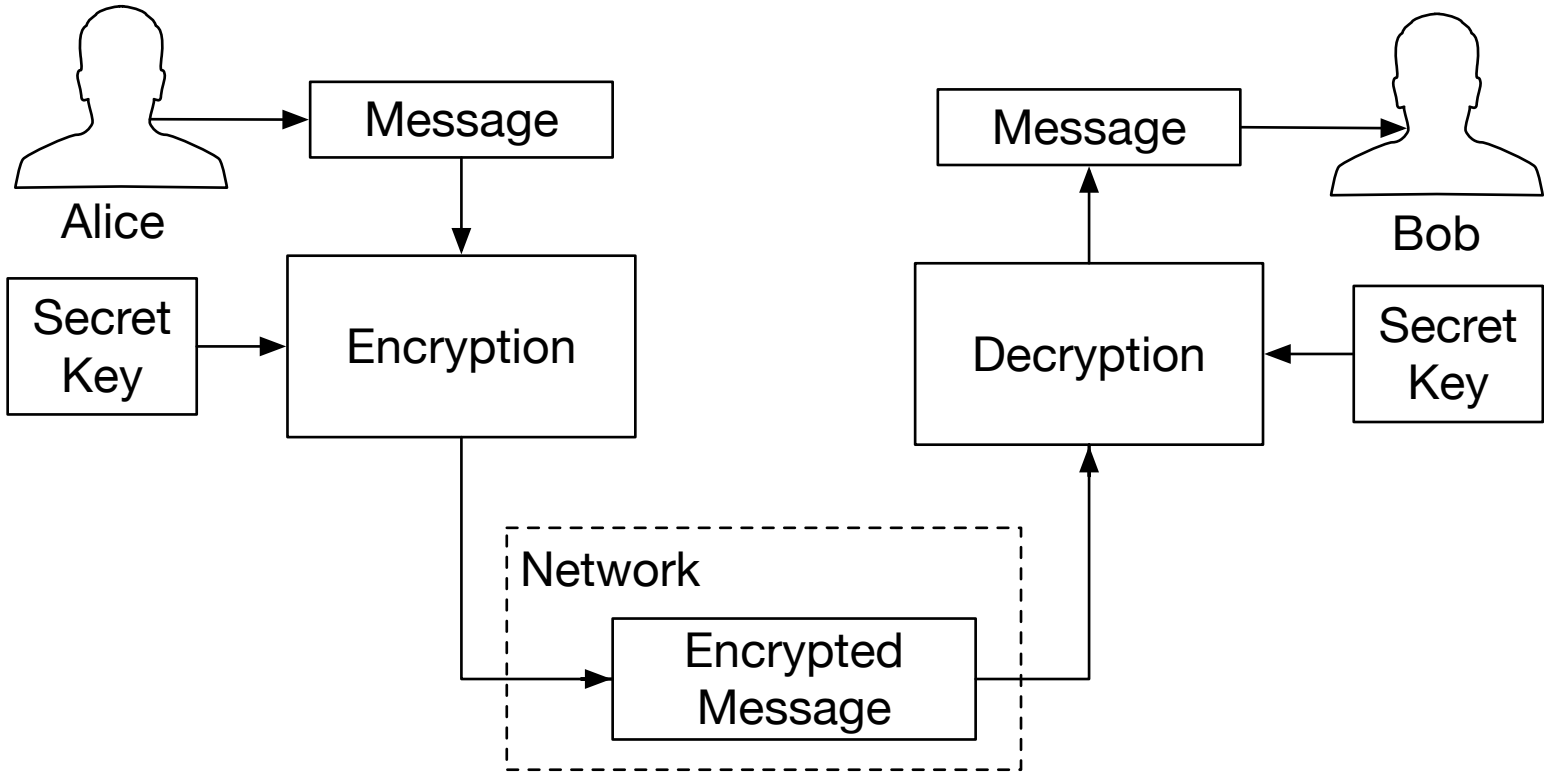 Message
Alice
Secret
Key
Encryption
Network
Encrypted
Message
Message
Bob
Decryption
Secret
Key